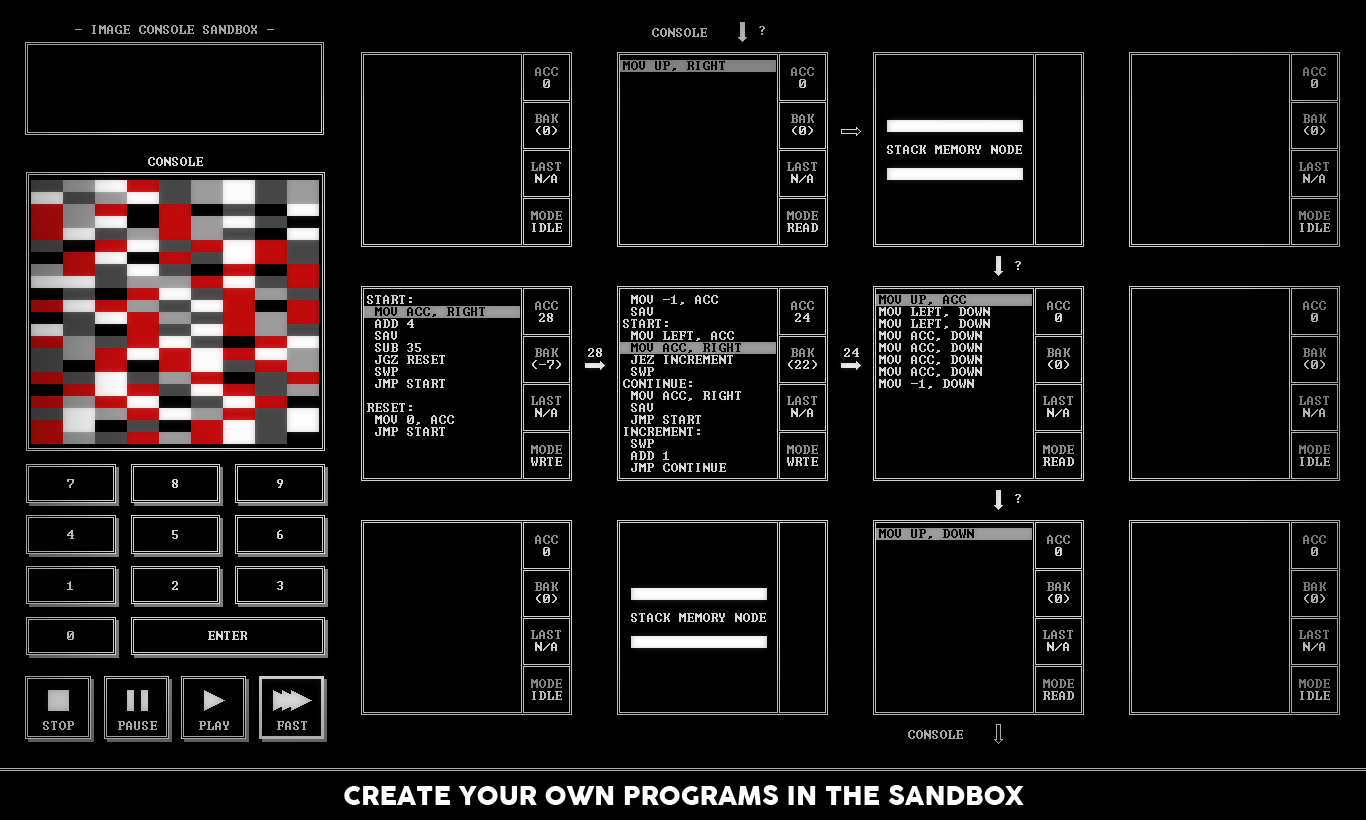 — IMAGE CONSOLE SANDBOX —
CONSOLE
7
8
9
4
5
6
1
2
3
0
ENTER
STOP
PAUSE
PLAY
FAST
CONSOLE
?
ACC
0
BAK
(0)
LAST
N/A
MODE
IDLE
MOV UP, RIGHT
ACC
0
BAK
(0)
LAST
N/A
MODE
READ
STACK MEMORY NODE
ACC
0
BAK
(0)
LAST
N/A
MODE
IDLE
?
START:
MOV ACC, RIGHT
ADD 4
SAV
SUB 35
JGZ RESET
SWP
JMP START
RESET:
MOV 0, ACC
JMP START
ACC
28
BAK
(-7)
LAST
N/A
MODE
WRTE
28
MOV -1, ACC
SAV
START:
MOV LEFT, ACC
MOV ACC, RIGHT
JEZ INCREMENT
SWP
CONTINUE:
MOV ACC, RIGHT
SAV
JMP START
INCREMENT:
SWP
ADD 1
JMP CONTINUE
ACC
24
BAK
(22)
LAST
N/A
MODE
WRTE
24
MOV UP, ACC
MOV LEFT, DOWN
MOV LEFT, DOWN
MOV ACC, DOWN
MOV ACC, DOWN
MOV ACC, DOWN
MOV ACC, DOWN
MOV -1, DOWN
ACC
0
BAK
(0)
LAST
N/A
MODE
READ
ACC
0
BAK
(0)
LAST
N/A
MODE
IDLE
?
ACC
0
BAK
(0)
LAST
N/A
MODE
IDLE
STACK MEMORY NODE
MOV UP, DOWN
ACC
0
BAK
(0)
LAST
N/A
MODE
READ
ACC
0
BAK
(0)
LAST
N/A
MODE
IDLE
CONSOLE
CREATE YOUR OWN PROGRAMS IN THE SANDBOX